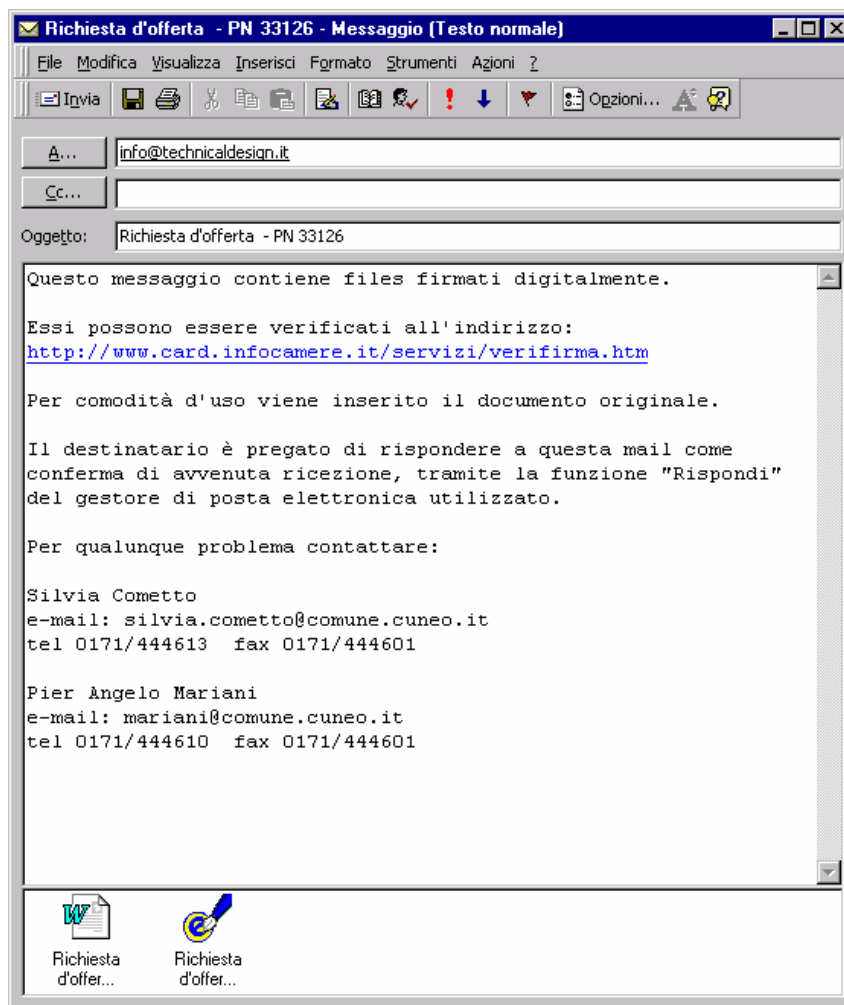 Richiesta d'offerta - PN 33126 - Messaggio (Testo normale)
File Modifica Visualizza Inserisci Formato Strumenti Azioni ?
Invia Opzioni...
A... info@technicaldesign.it
Cc...
Oggetto: Richiesta d'offerta - PN 33126
Questo messaggio contiene files firmati digitalmente.
Essi possono essere verificati all'indirizzo:
http://www.card.infocamere.it/servizi/verifirma.htm
Per comodità d'uso viene inserito il documento originale.
Il destinatario è pregato di rispondere a questa mail come
conferma di avvenuta ricezione, tramite la funzione "Rispondi"
del gestore di posta elettronica utilizzato.
Per qualunque problema contattare:
Silvia Cometto
e-mail: silvia.cometto@comune.cuneo.it
tel 0171/444613 fax 0171/444601
Pier Angelo Mariani
e-mail: mariani@comune.cuneo.it
tel 0171/444610 fax 0171/444601
Richiesta Richiesta
d'offer... d'offer...